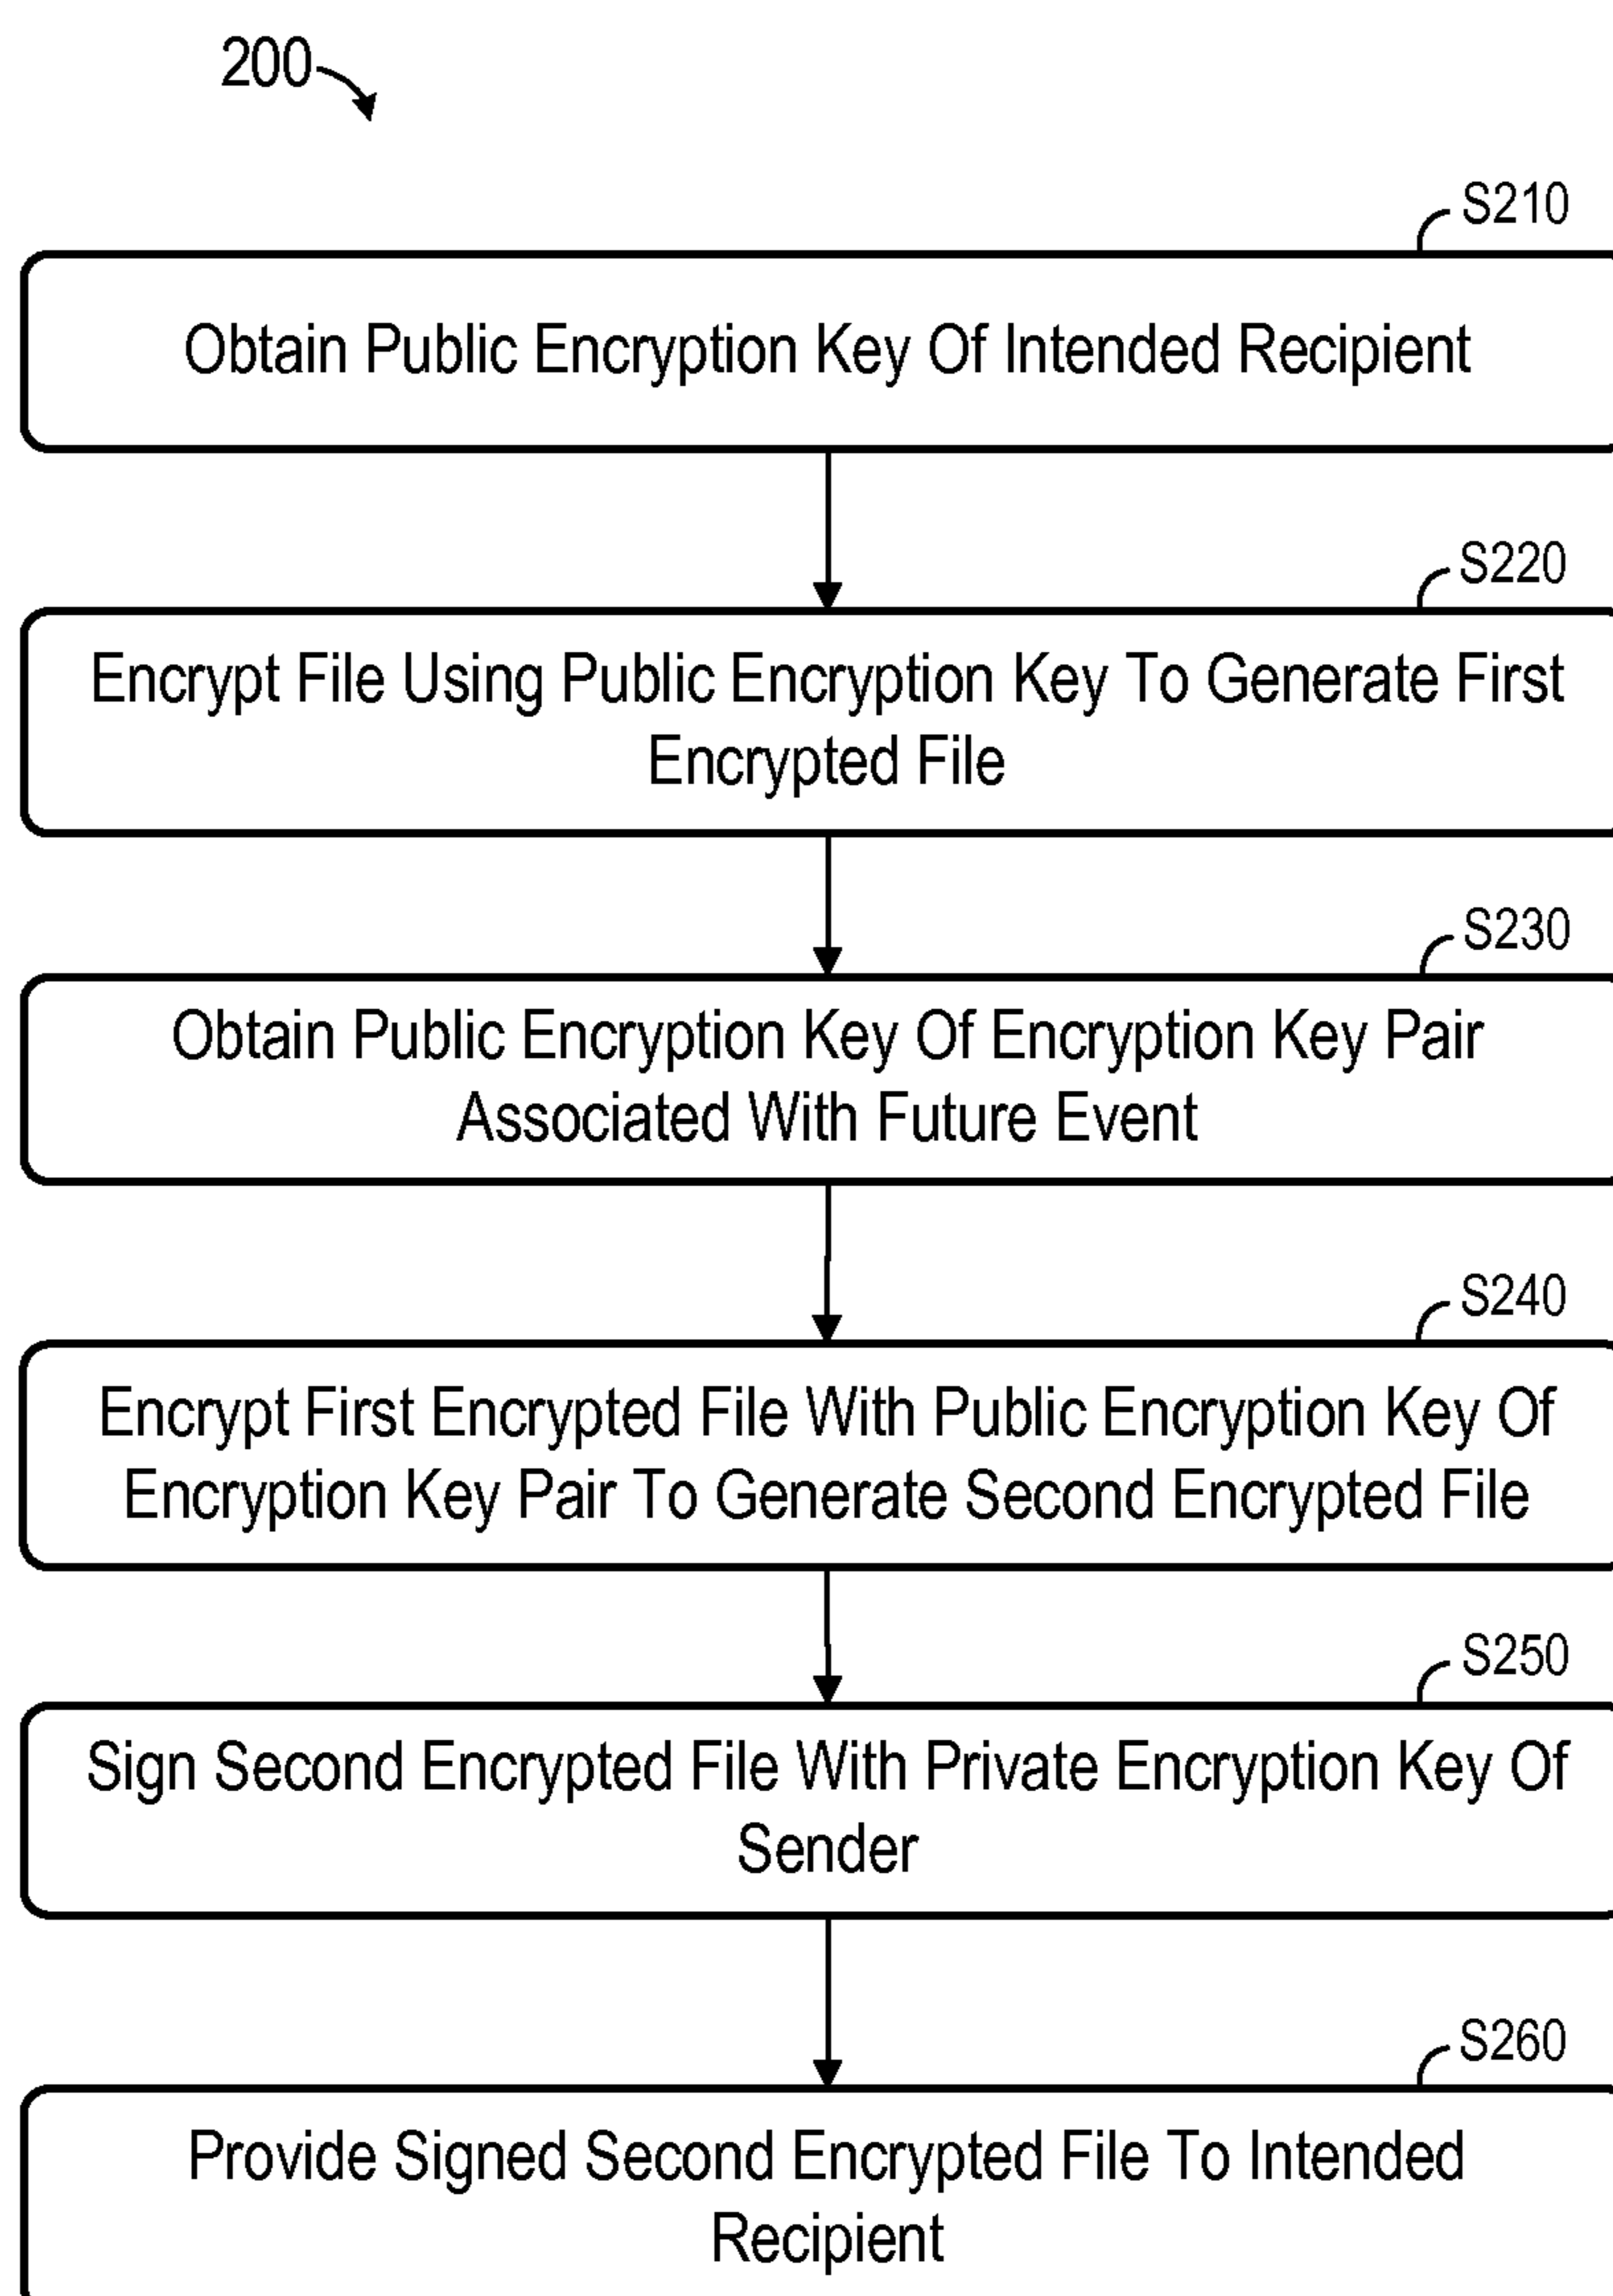 200
S210
Obtain Public Encryption Key Of Intended Recipient
S220
Encrypt File Using Public Encryption Key To Generate First
Encrypted File
S230
Obtain Public Encryption Key Of Encryption Key Pair
Associated With Future Event
S240
Encrypt First Encrypted File With Public Encryption Key Of
Encryption Key Pair To Generate Second Encrypted File
S250
Sign Second Encrypted File With Private Encryption Key Of
Sender
S260
Provide Signed Second Encrypted File To Intended
Recipient